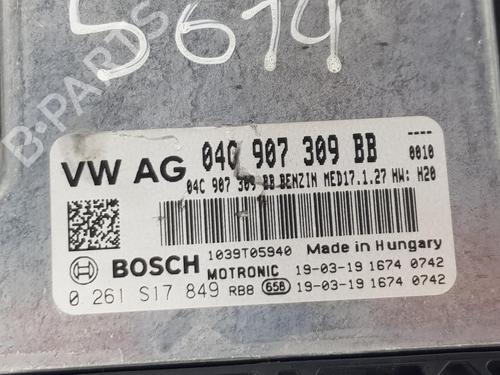 5614
B-PARTS
VW AG 04C 907 309 BB 0010
04C 907 309 BB BENZIN MED17.1.27 HW: H20
1039T05940 Made in Hungary
BOSCH MOTRONIC 19-03-19 1674 0742
0 261 S17 849 RBB 658 19-03-19 1674 0742